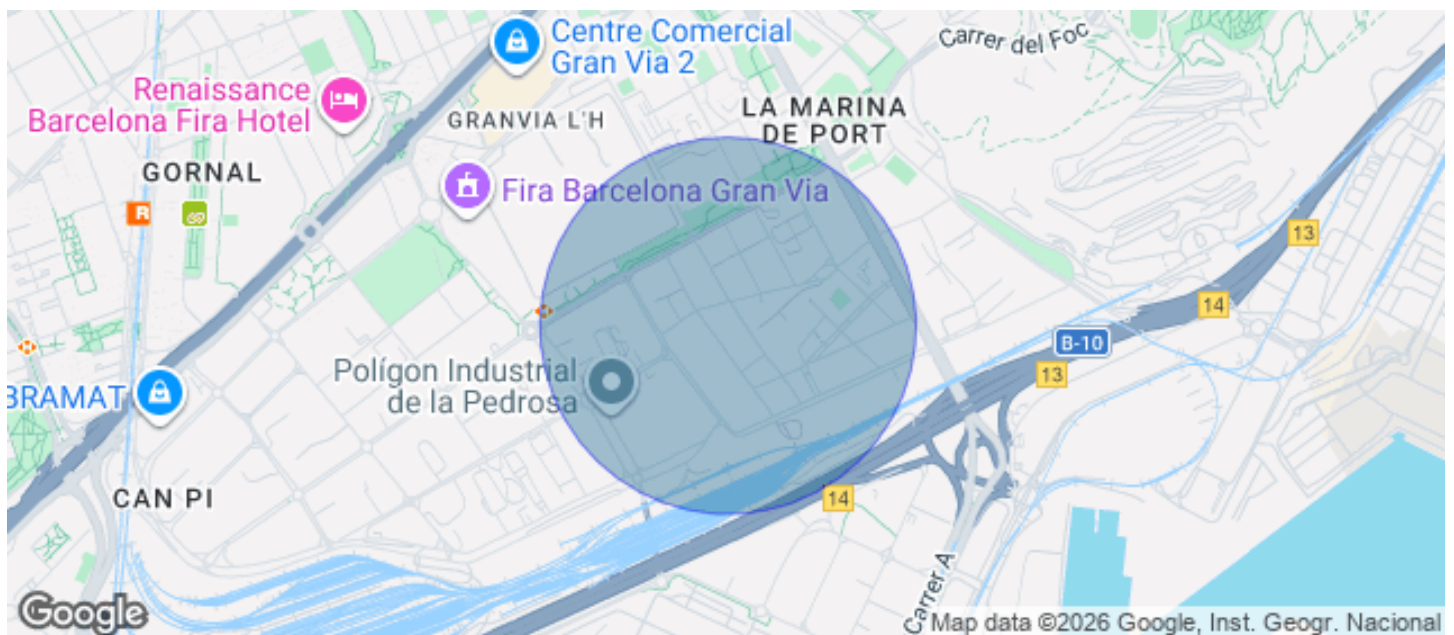 Centre Comercial
Gran Via 2
Carrer del Foc
Renaissance
Barcelona Fira Hotel
GRANVIA L'H
LA MARINA
DE PORT
GORNAL
R
Fira Barcelona Gran Via
13
14
B-10
13
Polígon Industrial
de la Pedrosa
BRAMAT
CAN PI
14
Carrer A
Google
Map data ©2026 Google, Inst. Geogr. Nacional